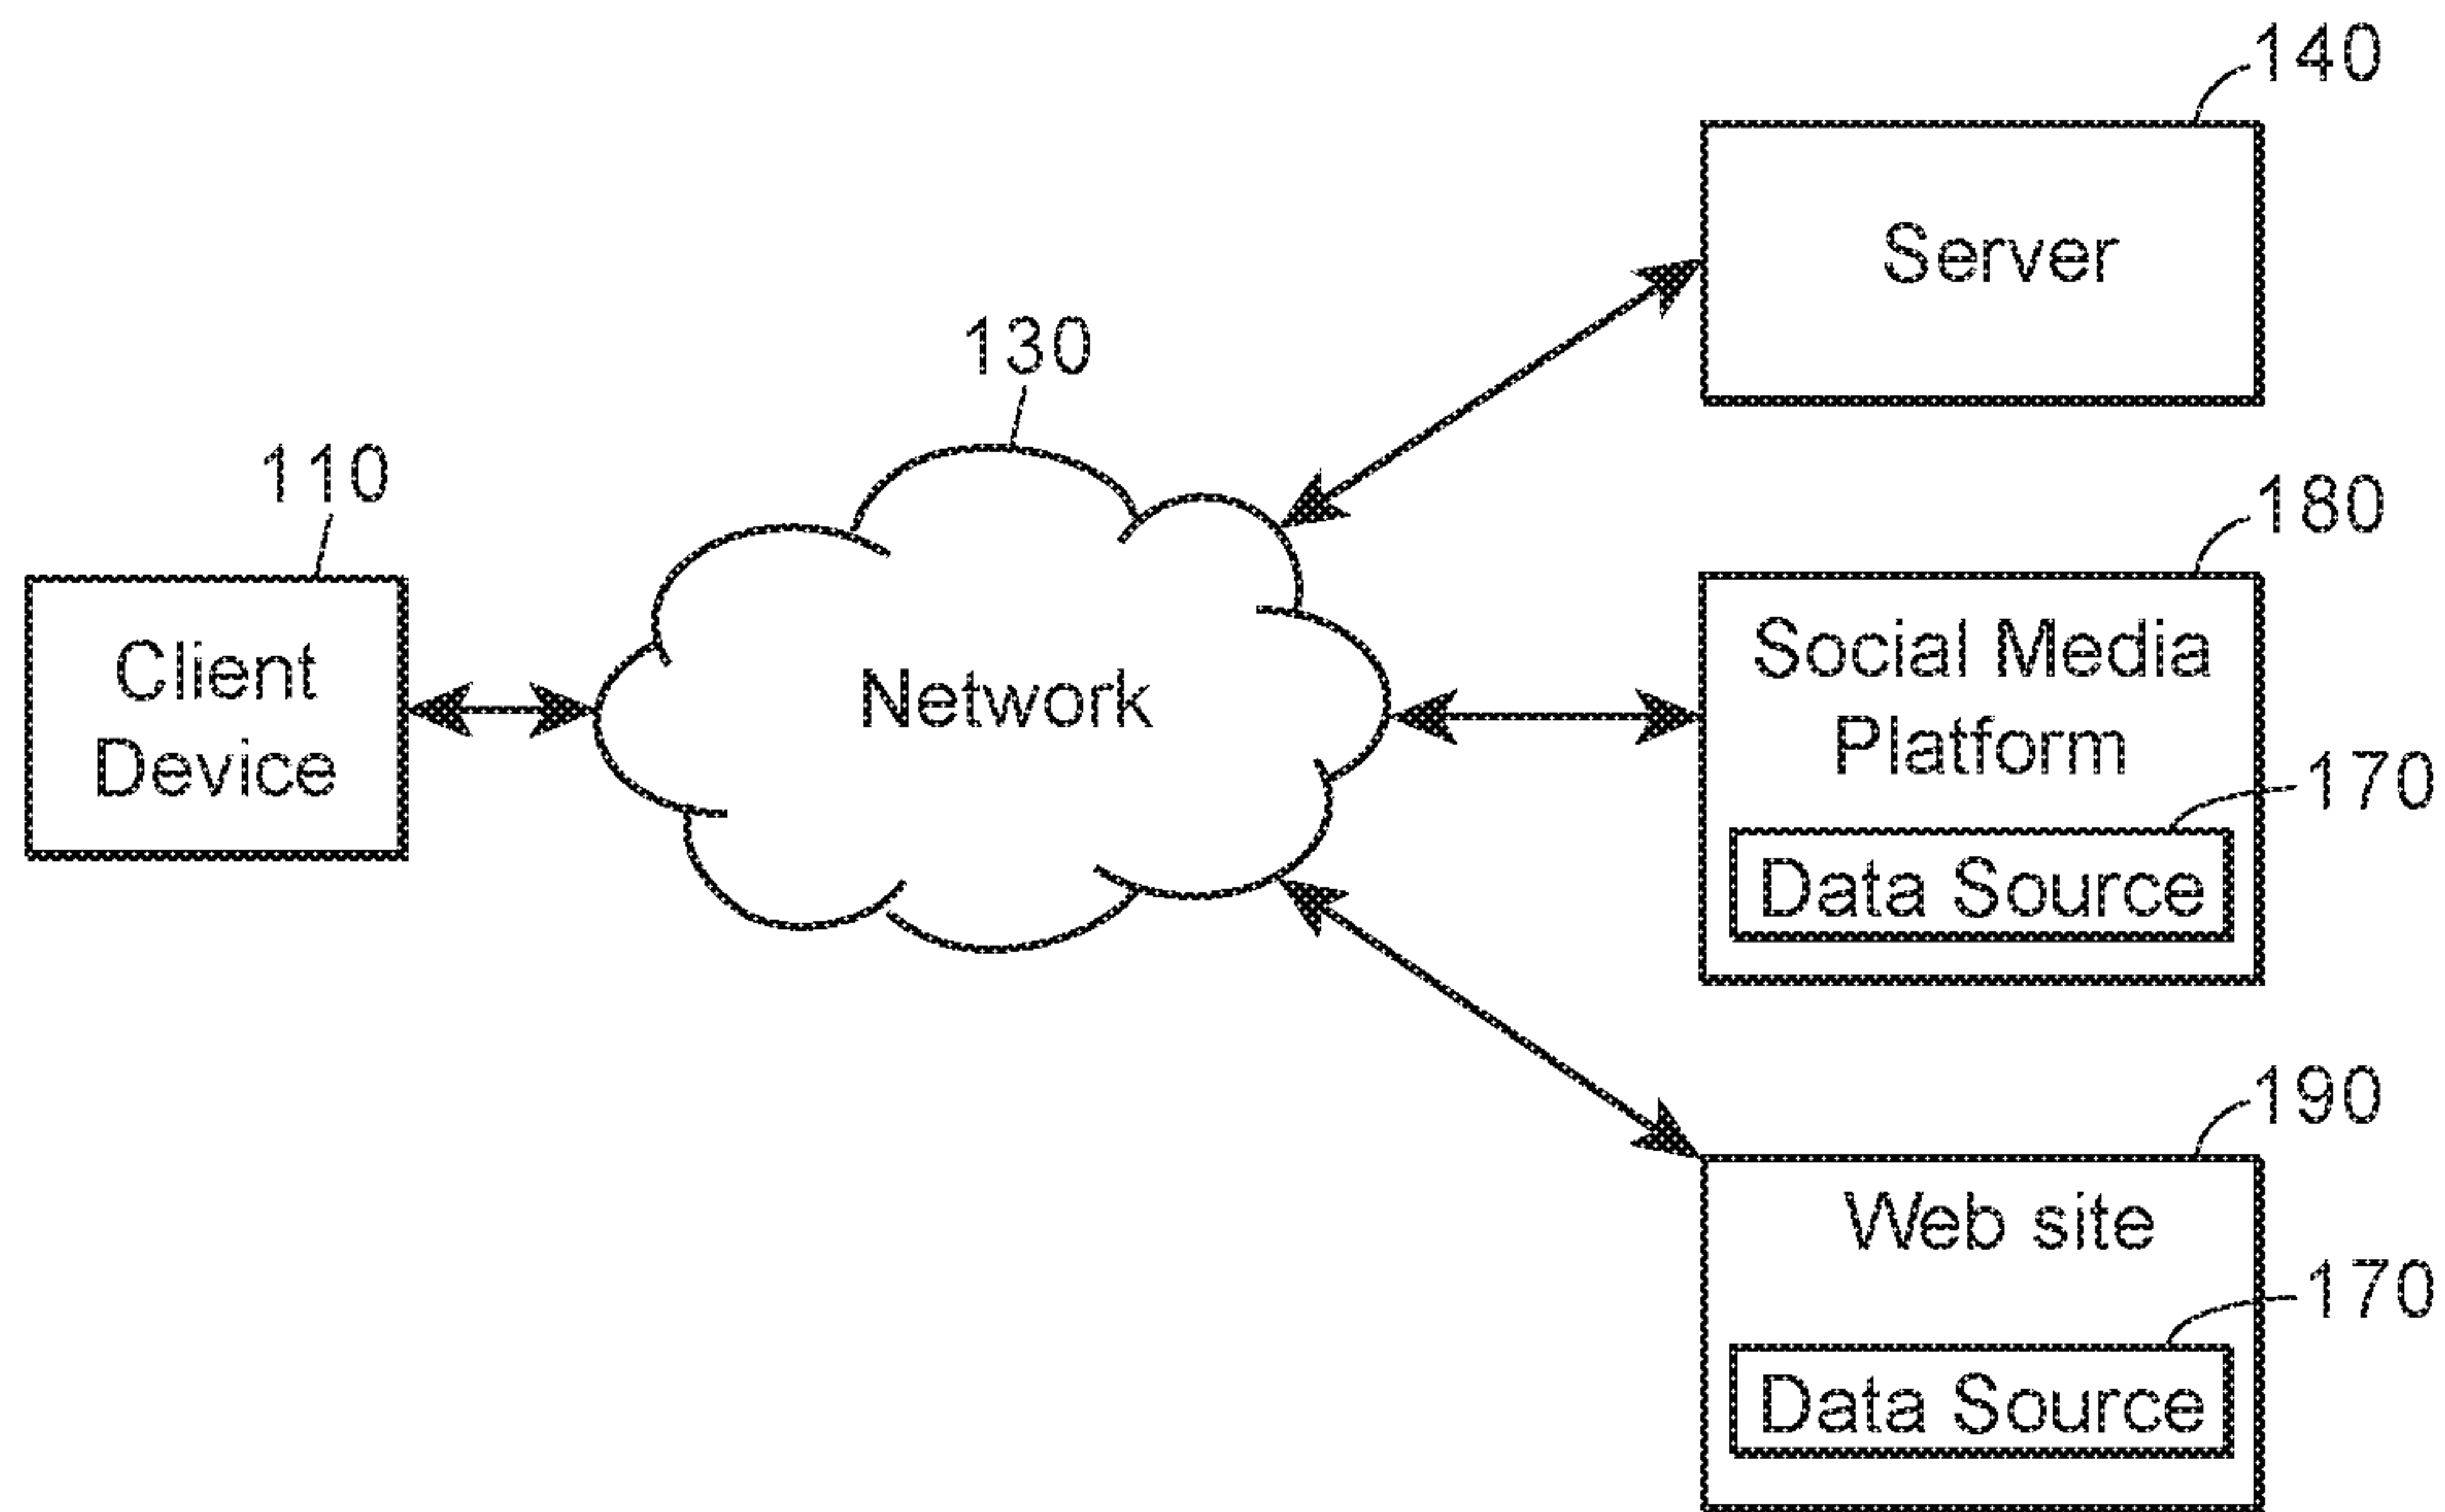 140
Server
130
110
180
Client
Device
Network
Social Media
Platform
170
Data Source
190
Web site
170
Data Source